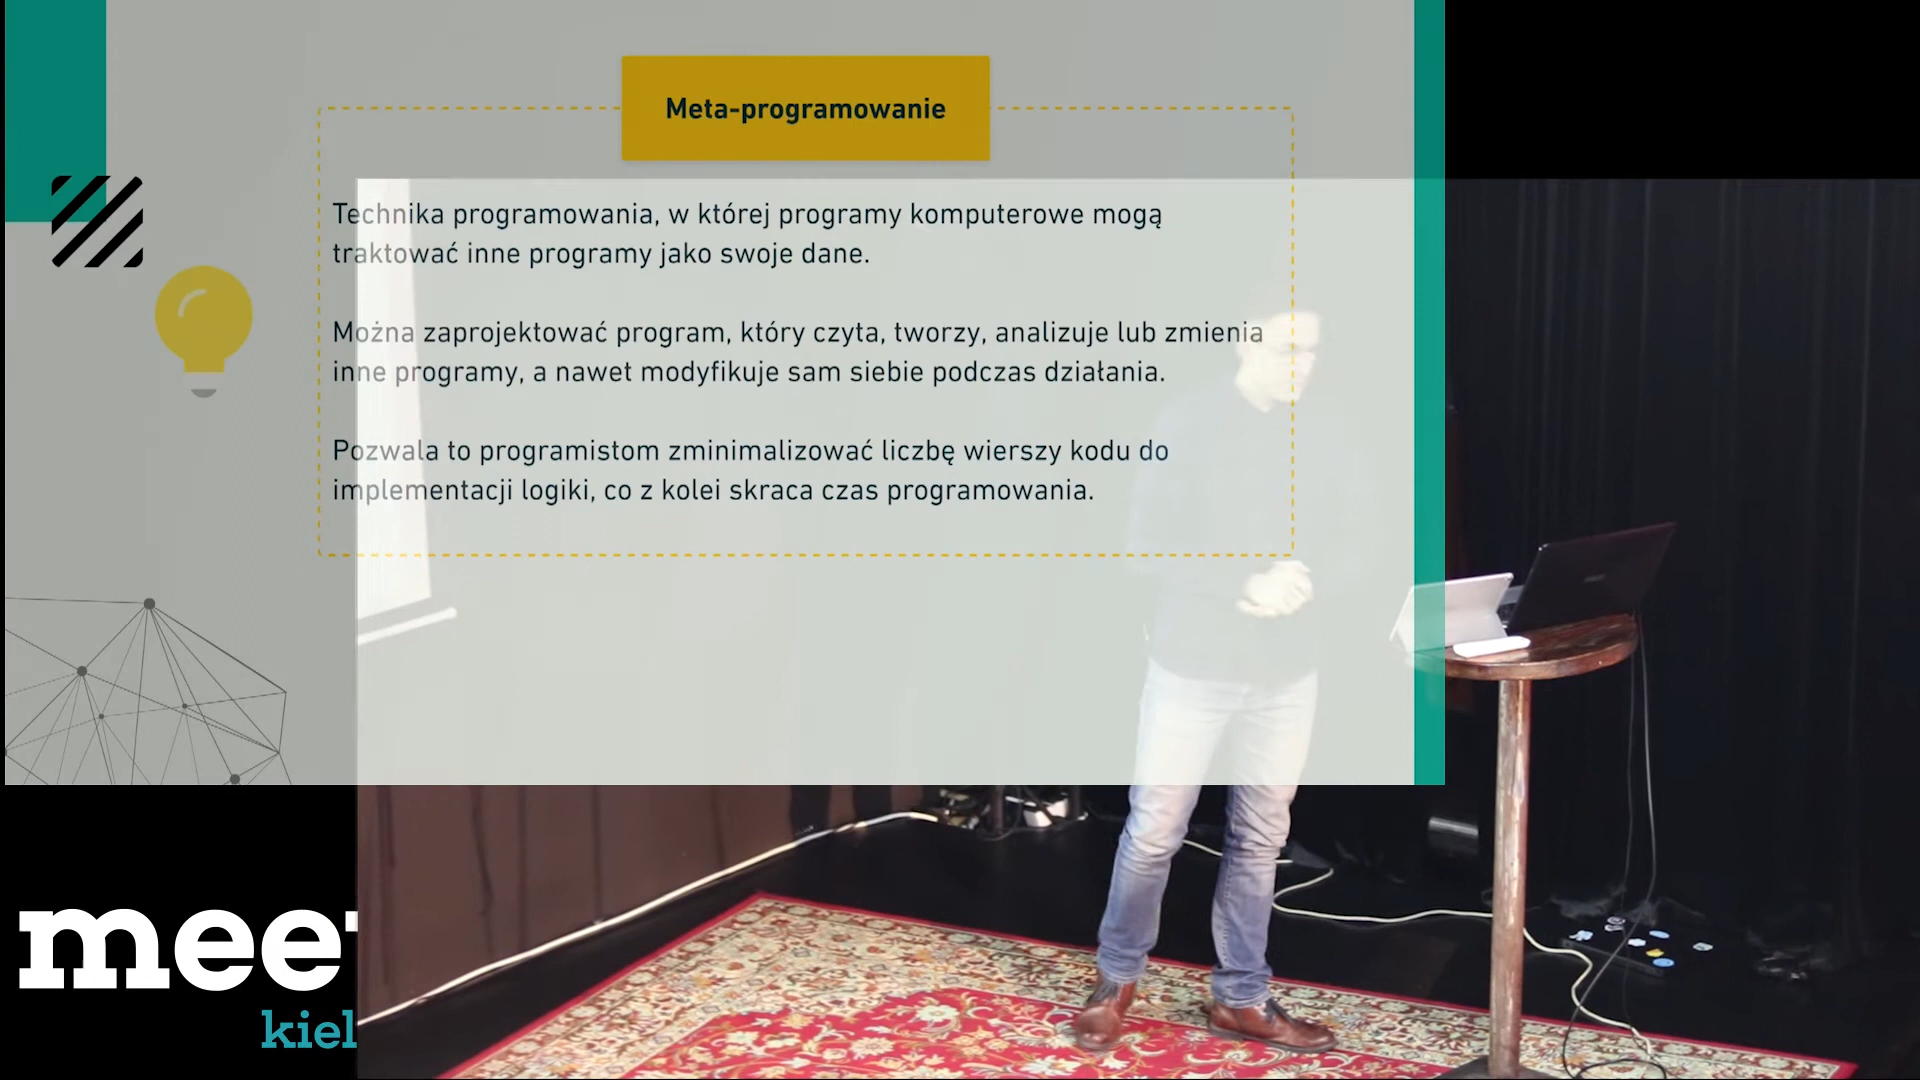 Meta-programowanie
Technika programowania, w której programy komputerowe mogą
traktować inne programy jako swoje dane.
Można zaprojektować program, który czyta, tworzy, analizuje lub zmienia
inne programy, a nawet modyfikuje sam siebie podczas działania.
Pozwala to programistom zminimalizować liczbę wierszy kodu do
implementacji logiki, co z kolei skraca czas programowania.
meet
kiel